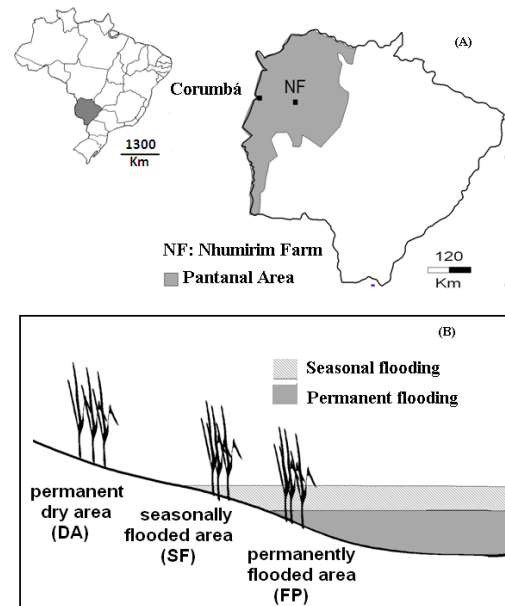 (A)
Corumbá
NF
1300
Km
NF: Nhumirim Farm
Pantanal Area
120
Km
(B)
Seasonal flooding
Permanent flooding
permanent
dry area
(DA)
seasonally
flooded area
(SF)
permanently
flooded area
(FP)